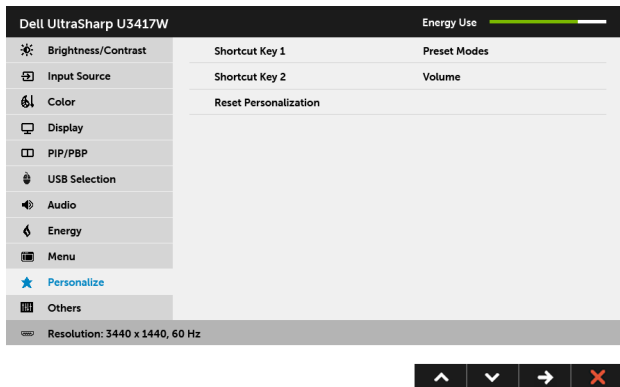 Dell UltraSharp U3417W
Energy Use
Brightness/Contrast
Shortcut Key 1
Preset Modes
Input Source
Shortcut Key 2
Volume
Color
Reset Personalization
Display
PIP/PBP
USB Selection
Audio
Energy
Menu
Personalize
Others
Resolution: 3440 x 1440, 60 Hz